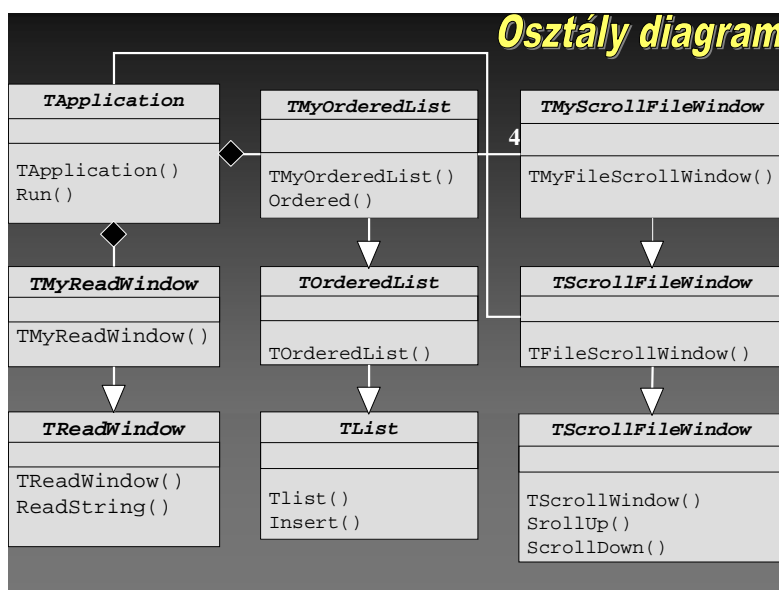 Osztály diagram
TApplication
TApplication()
Run()
TMyOrderedList
TMyOrderedList()
Ordered()
4
TMyScrollFileWindow
TMyFileScrollWindow()
TMyReadWindow
TMyReadWindow()
TOrderedList
TOrderedList()
TScrollFileWindow
TFileScrollWindow()
TReadWindow
TReadWindow()
ReadString()
TList
Tlist()
Insert()
TScrollFileWindow
TScrollWindow()
SrollUp()
ScrollDown()